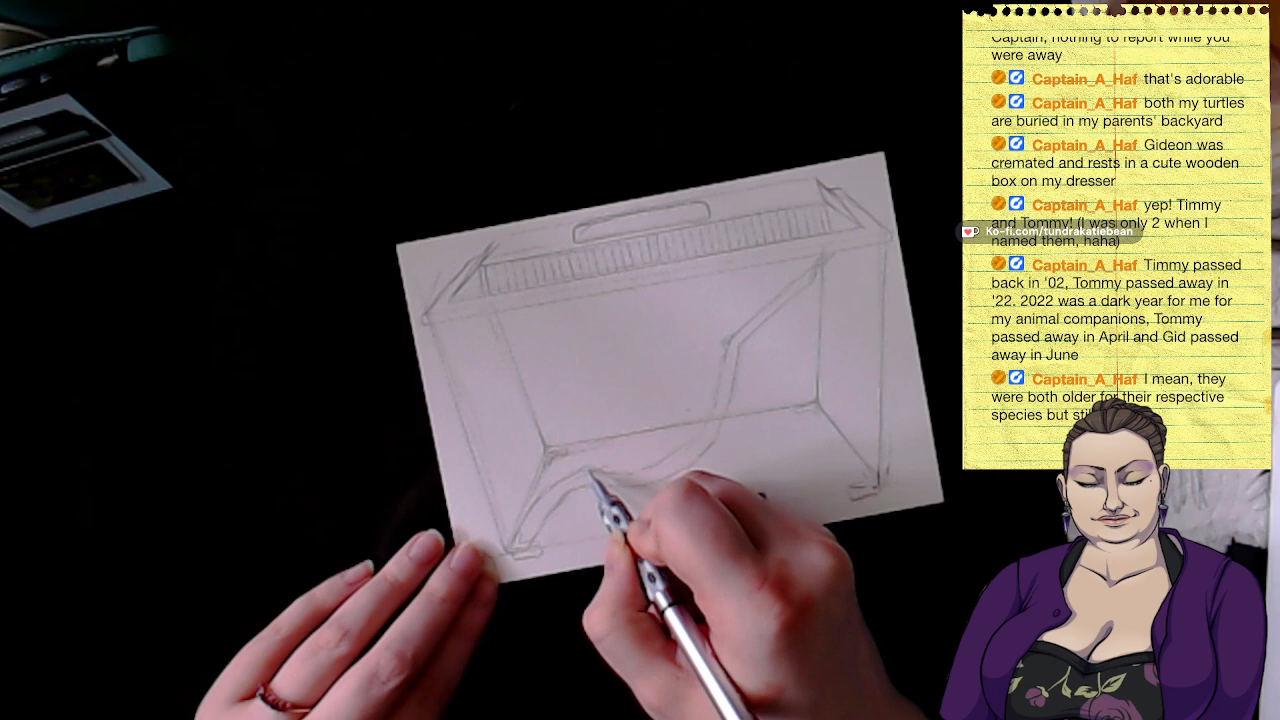 Captain, nothing to report while you
were away
Captain_A_Haf that's adorable
Captain_A_Haf both my turtles
are buried in my parents' backyard
Captain_A_Haf Gideon was
cremated and rests in a cute wooden
box on my dresser
Captain_A_Haf yep! Timmy
and Tommy! (I was only 2 when I
Ko-fi.com/tundrakatiebean
named them, haha)
Captain_A_Haf Timmy passed
back in '02, Tommy passed away in
'22. 2022 was a dark year for me for
my animal companions, Tommy
passed away in April and Gid passed
away in June
Captain_A_Haf I mean, they
were both older for their respective
species but